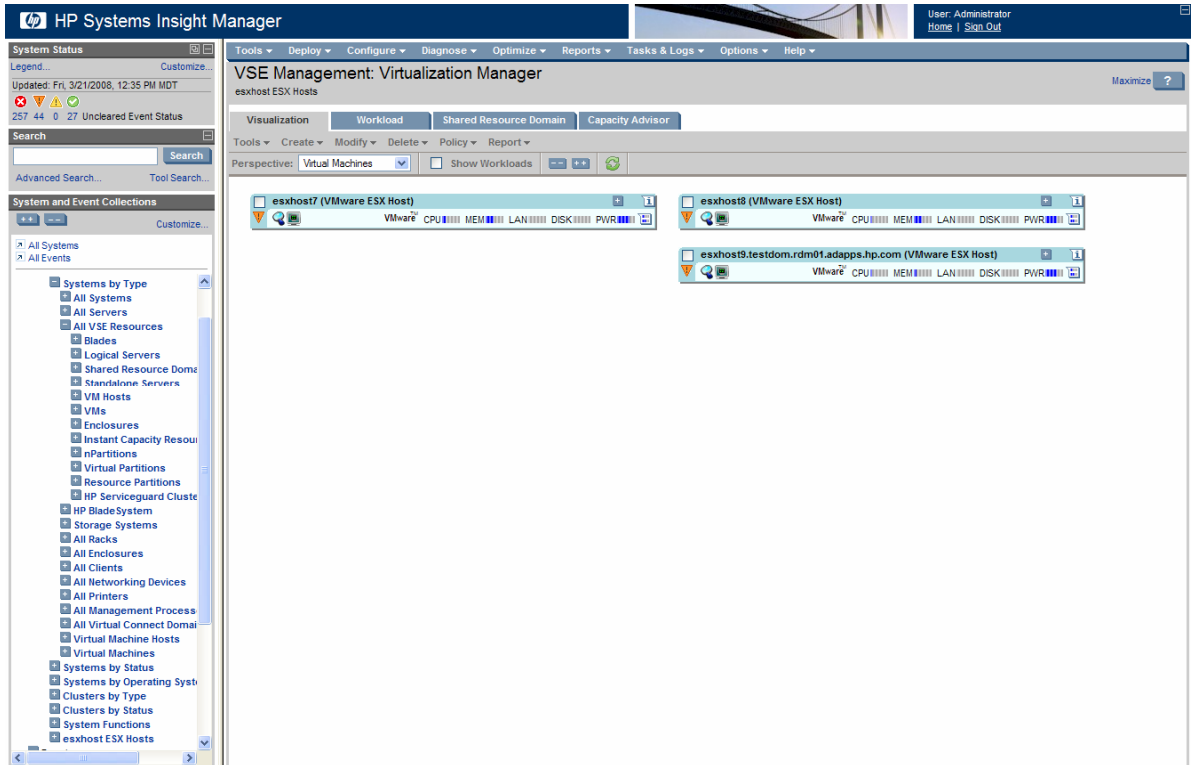 hp HP Systems Insight Manager
User: Administrator
Home | Sign Out
System Status
Legend... Customize...
Updated: Fri, 3/21/2008, 12:35 PM MDT
257 44 0 27 Uncleared Event Status
Search
Search
Advanced Search... Tool Search...
System and Event Collections
Customize...
All Systems
All Events
Systems by Type
All Systems
All Servers
All VSE Resources
Blades
Logical Servers
Shared Resource Doma
Standalone Servers
VM Hosts
VMs
Enclosures
Instant Capacity Resour
nPartitions
Virtual Partitions
Resource Partitions
HP Serviceguard Cluste
HP BladeSystem
Storage Systems
All Racks
All Enclosures
All Clients
All Networking Devices
All Printers
All Management Process
All Virtual Connect Domai
Virtual Machine Hosts
Virtual Machines
Systems by Status
Systems by Operating Syst
Clusters by Type
Clusters by Status
System Functions
esxhost ESX Hosts
Tools Deploy Configure Diagnose Optimize Reports Tasks & Logs Options Help
VSE Management: Virtualization Manager
esxhost ESX Hosts
Maximize ?
Visualization Workload Shared Resource Domain Capacity Advisor
Tools Create Modify Delete Policy Report
Perspective: Virtual Machines Show Workloads
esxhost7 (VMware ESX Host)
VMware™ CPU MEM LAN DISK PWR
esxhost8 (VMware ESX Host)
VMware™ CPU MEM LAN DISK PWR
esxhost9.testdom.rdm01.adapps.hp.com (VMware ESX Host)
VMware™ CPU MEM LAN DISK PWR